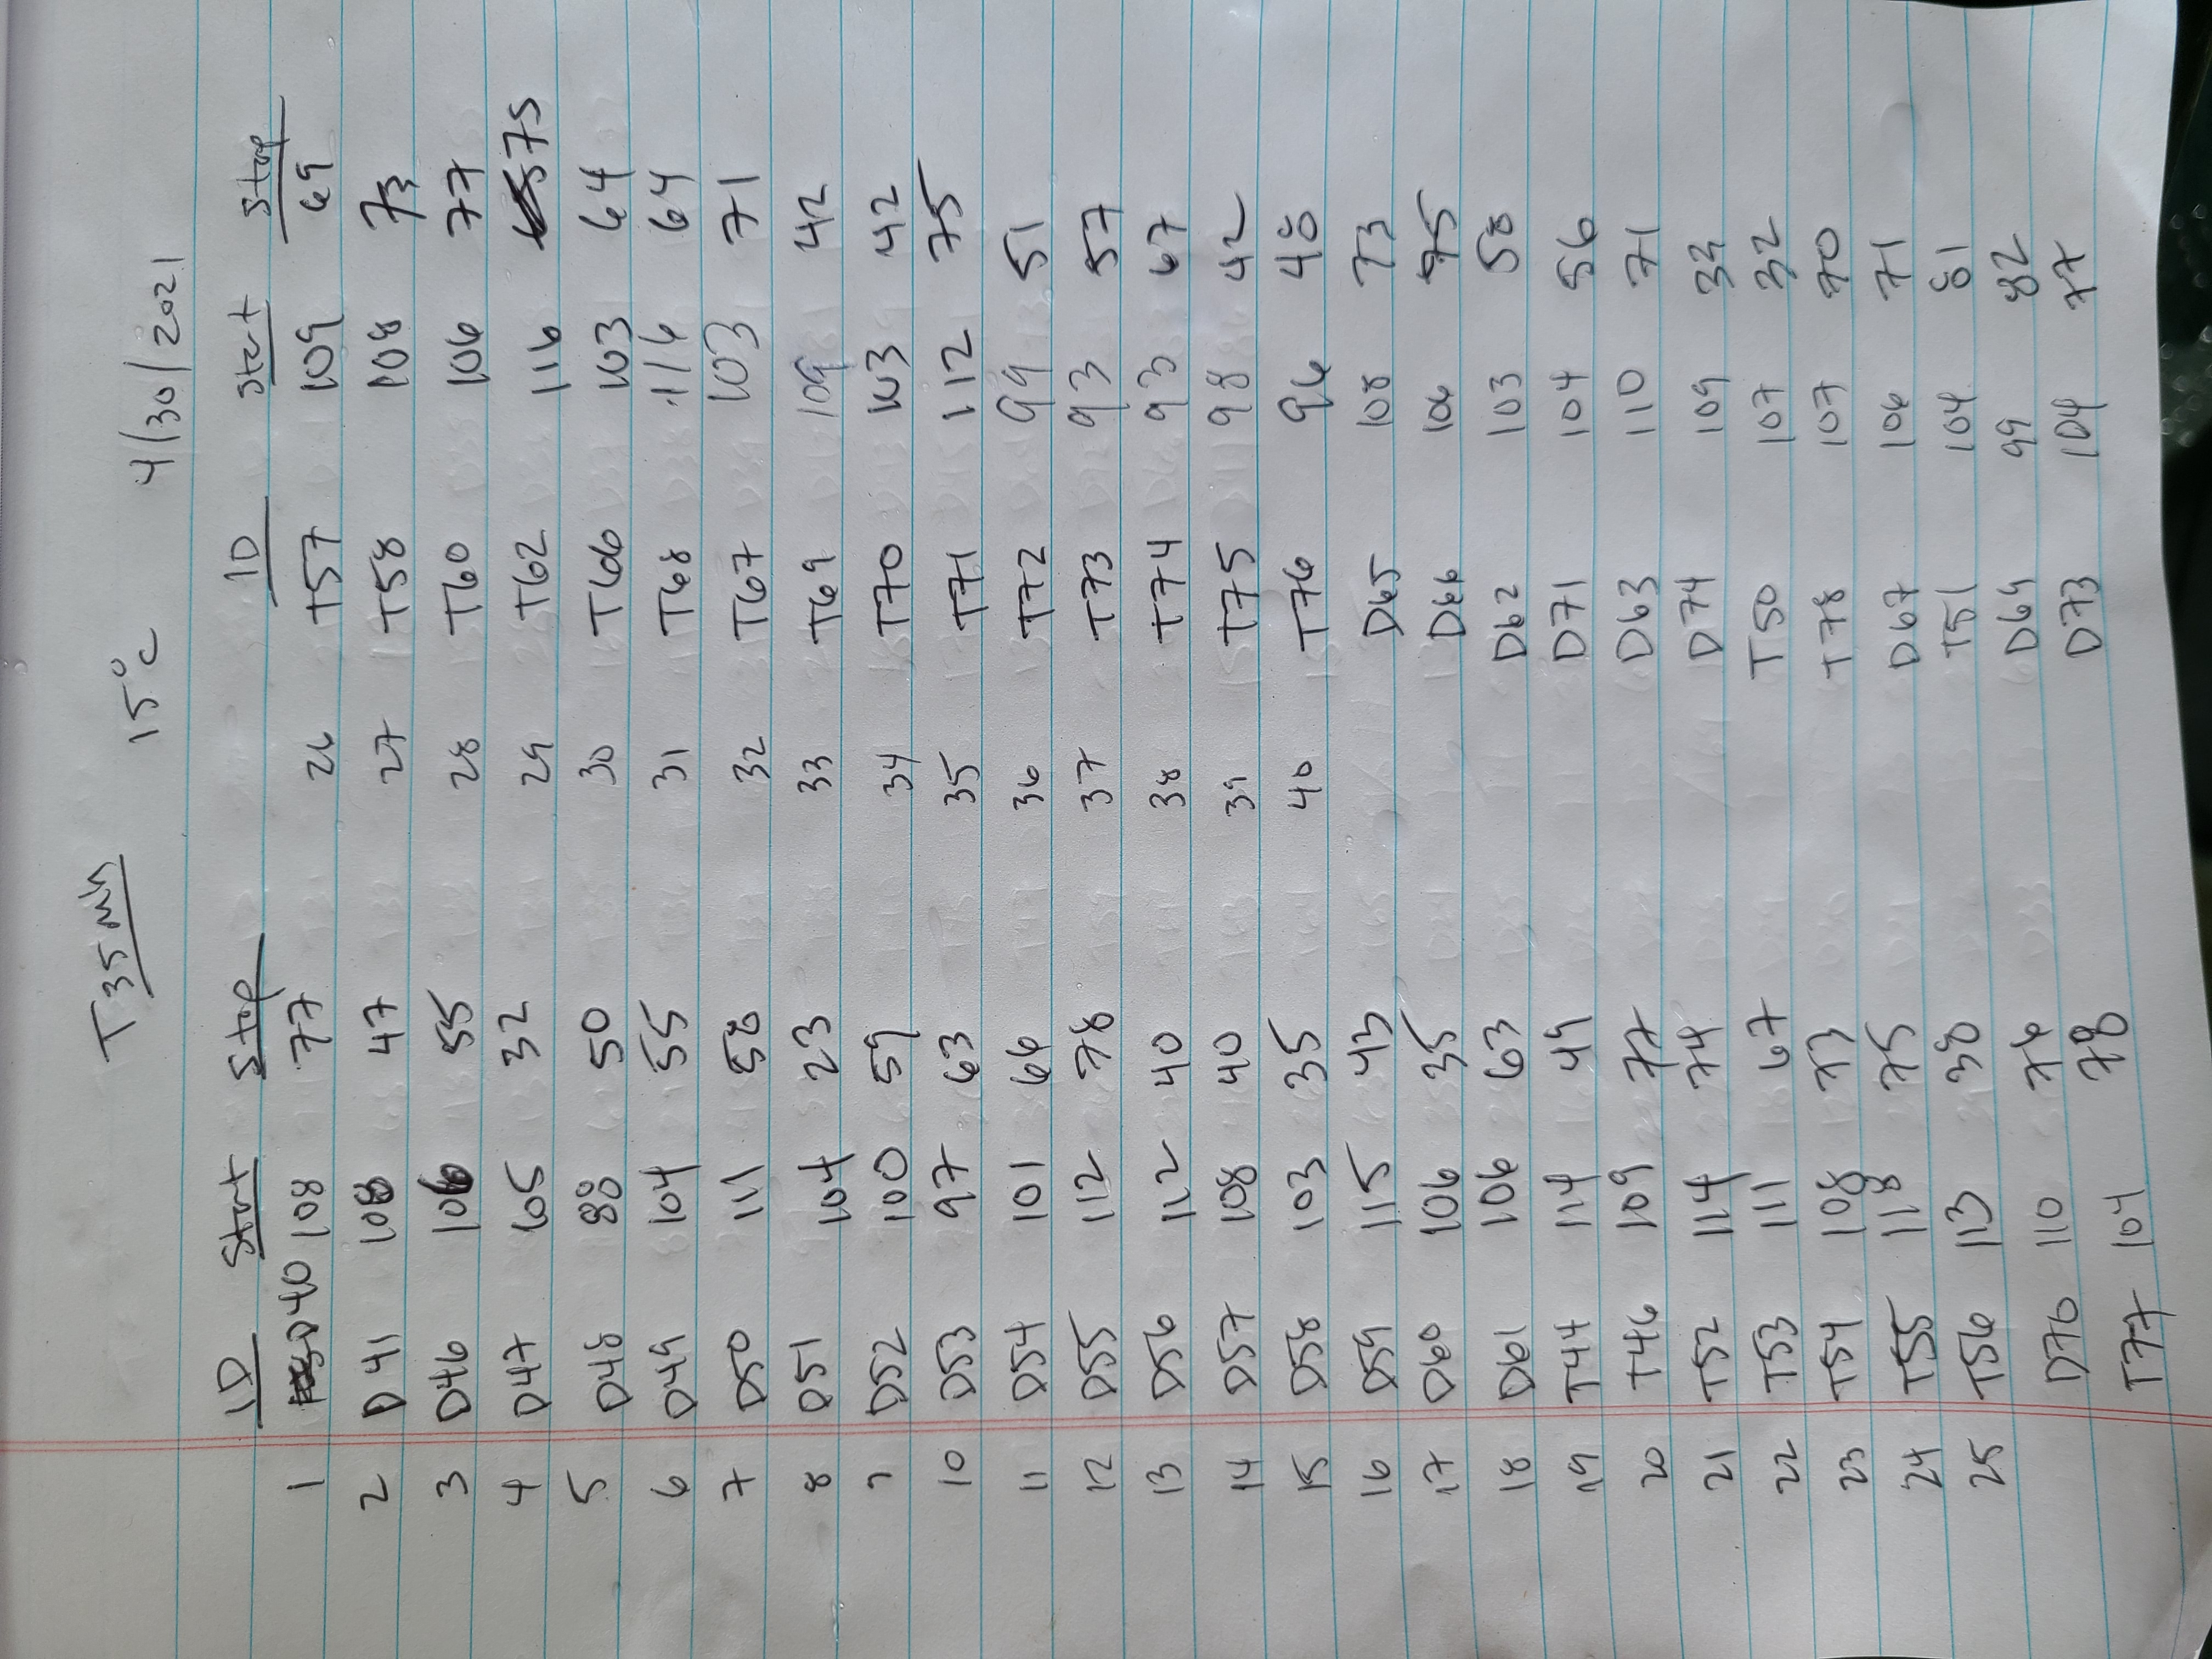 T35mh 15°C 4/30/2021
ID Start Stop ID Start Stop
1 D40 108 77 26 T57 109 69
2 D41 108 47 27 T58 108 73
3 D46 106 55 28 T60 106 77
4 D47 105 32 29 T62 116 75
5 D48 88 50 30 T66 103 64
6 D49 104 55 31 T68 116 64
7 D50 111 58 32 T67 103 71
8 D51 104 23 33 T69 109 42
9 D52 100 59 34 T70 103 42
10 D53 97 63 35 T71 112 75
11 D54 101 66 36 T72 99 51
12 D55 112 78 37 T73 93 57
13 D56 112 40 38 T74 93 67
14 D57 108 40 39 T75 98 42
15 D58 103 35 40 T76 96 48
16 D59 115 43 D65 108 73
17 D60 106 35 D66 106 75
18 D61 106 63 D62 103 58
19 T44 114 49 D71 104 56
20 T46 109 77 D63 110 71
21 T52 114 74 D74 109
22 T53 111 67 T50 107 32
23 T54 108 73 T78 107 70
24 T55 118 75 D67 106 71
25 T56 113 38 T51 104 81
D70 110 76 D69 99 82
T77 104 78 D73 104 77